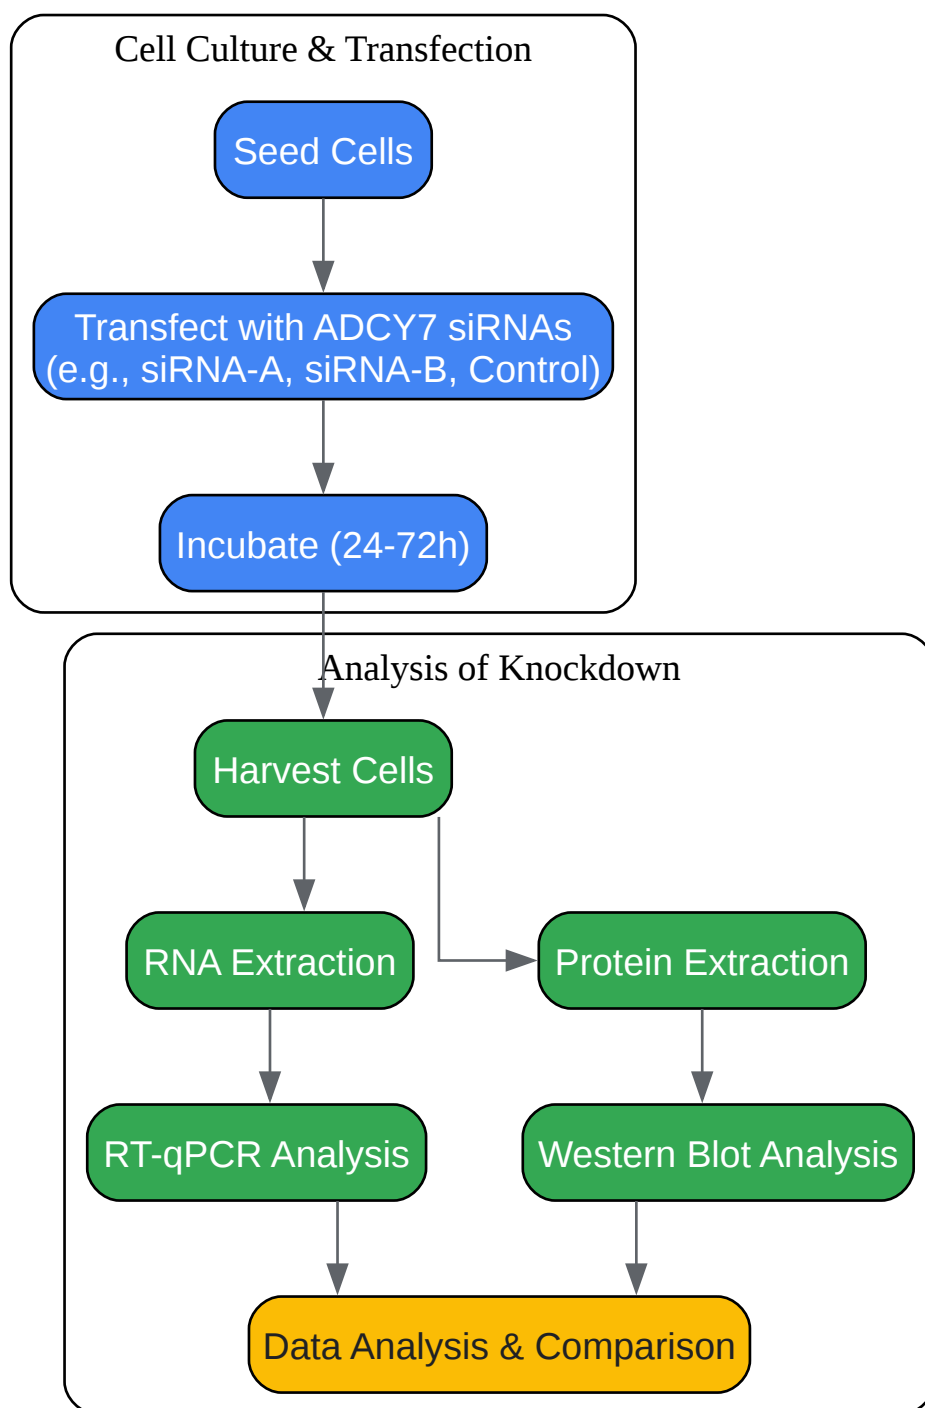 Cell Culture & Transfection
Seed Cells
Transfect with ADCY7 siRNAs
(e.g., siRNA-A, siRNA-B, Control)
Incubate (24-72h)
Analysis of Knockdown
Harvest Cells
RNA Extraction
Protein Extraction
RT-qPCR Analysis
Western Blot Analysis
Data Analysis & Comparison